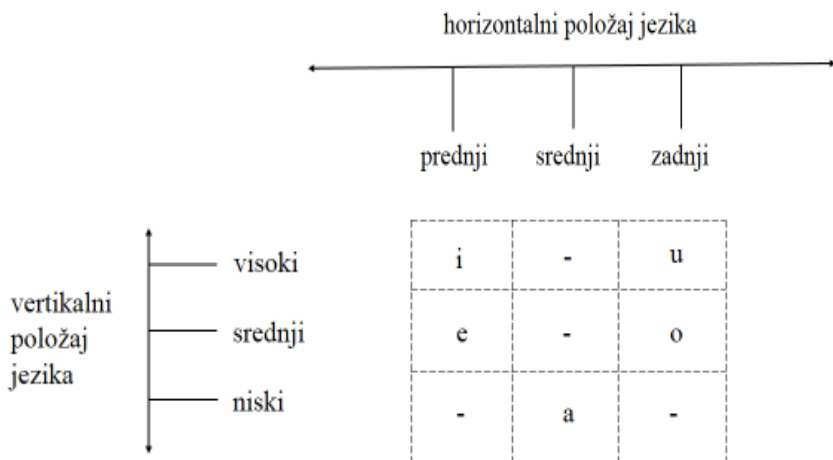 horizontalni položaj jezika
prednji srednji zadnji
visoki i - u
vertikalni
položaj
jezika
srednji e - o
niski - a -